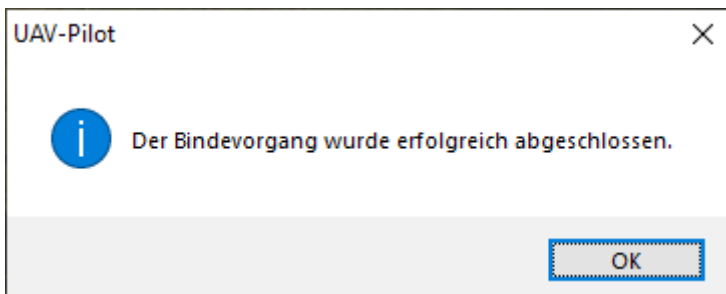 UAV-Pilot
Der Bindevorgang wurde erfolgreich abgeschlossen.
OK